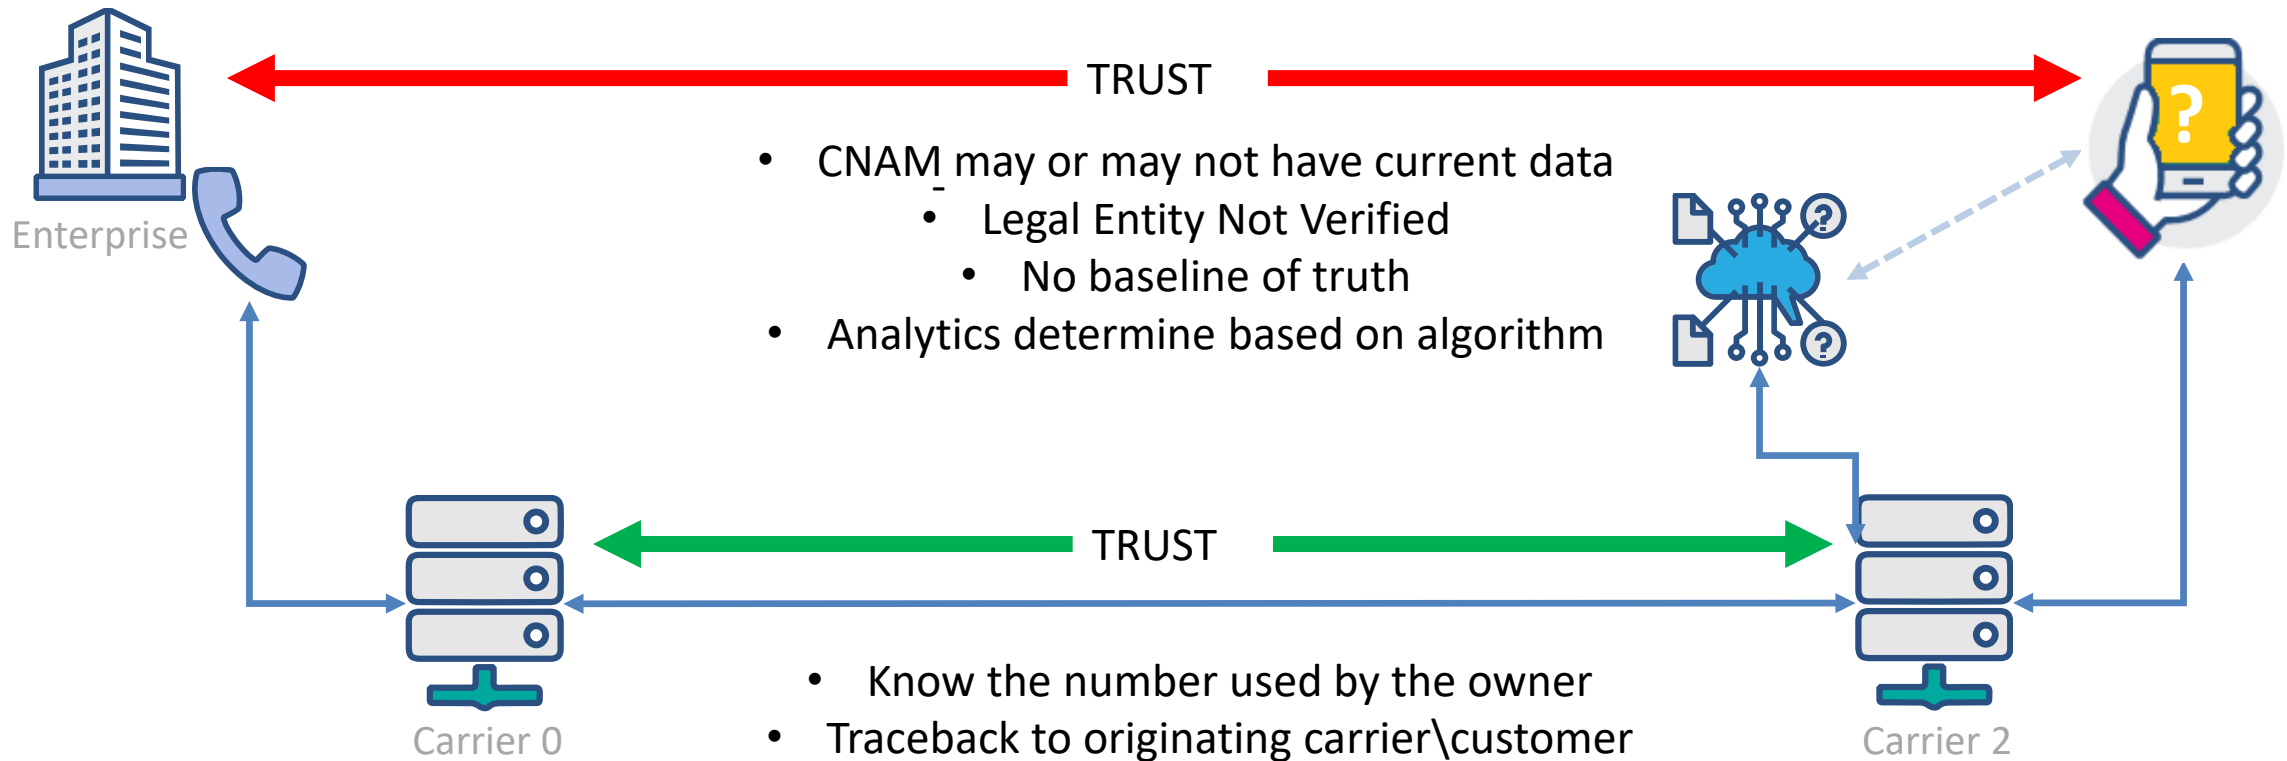 TRUST
?
• CNAM may or may not have current data
• Legal Entity Not Verified
?
Enterprise
• No baseline of truth
• Analytics determine based on algorithm
?
TRUST
• Know the number used by the owner
Carrier 0
• Traceback to originating carrier\customer
Carrier 2